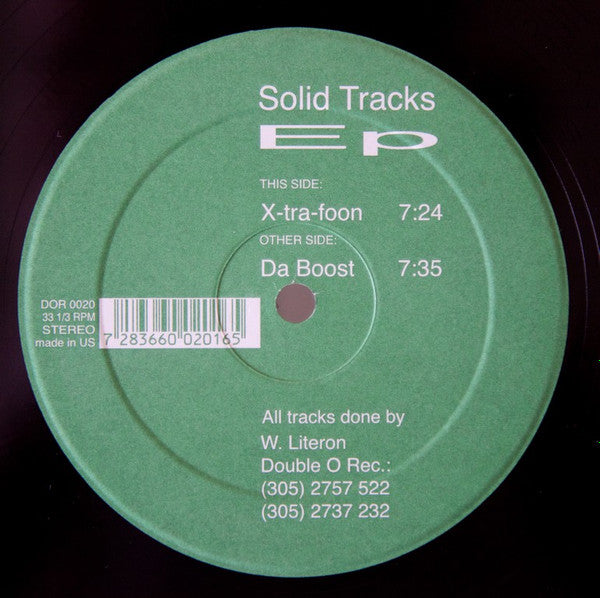 Solid Tracks
Ep
THIS SIDE:
X-tra-foon 7:24
OTHER SIDE:
Da Boost 7:35
DOR 0020
33 1/3 RPM
STEREO
made in US
7 283660 020165
All tracks done by
W. Literon
Double O Rec.:
(305) 2757 522
(305) 2737 232